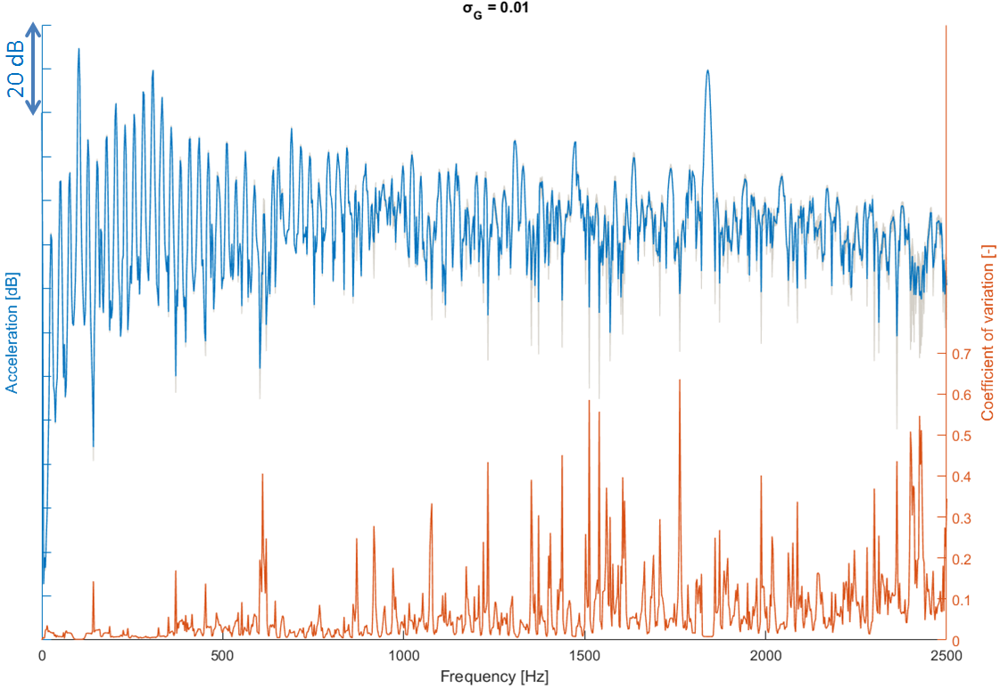 σG = 0.01
20 dB
Acceleration [dB]
Coefficient of variation [-]
0.7
0.6
0.5
0.4
0.3
0.2
0.1
0
0 500 1000 1500 2000 2500
Frequency [Hz]